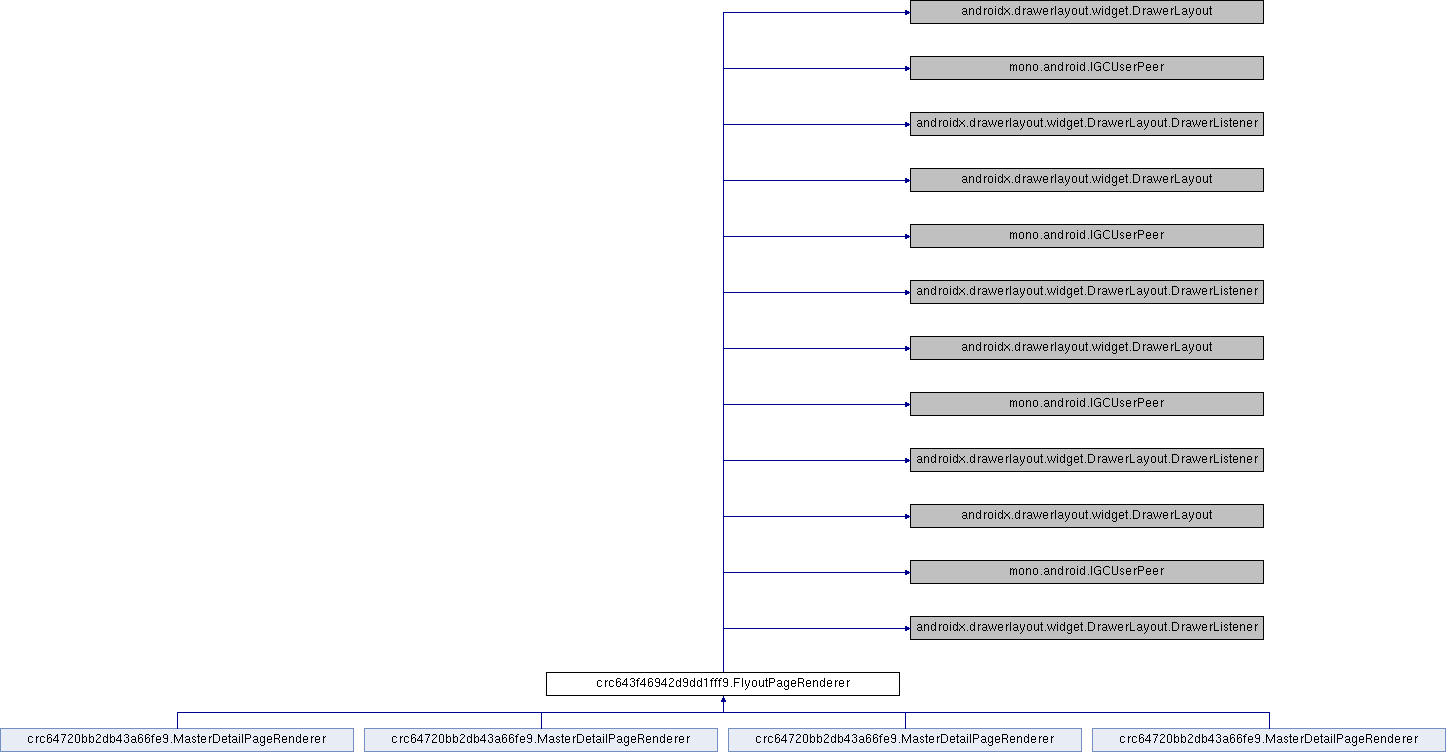 androidx.drawerlayout.widget.DrawerLayout
mono.android.IGCUserPeer
androidx.drawerlayout.widget.DrawerLayout.DrawerListener
androidx.drawerlayout.widget.DrawerLayout
mono.android.IGCUserPeer
androidx.drawerlayout.widget.DrawerLayout.DrawerListener
androidx.drawerlayout.widget.DrawerLayout
mono.android.IGCUserPeer
androidx.drawerlayout.widget.DrawerLayout.DrawerListener
androidx.drawerlayout.widget.DrawerLayout
mono.android.IGCUserPeer
androidx.drawerlayout.widget.DrawerLayout.DrawerListener
crc643f46942d9dd1fff9.FlyoutPageRenderer
crc64720bb2db43a66fe9.MasterDetailPageRenderer
crc64720bb2db43a66fe9.MasterDetailPageRenderer
crc64720bb2db43a66fe9.MasterDetailPageRenderer
crc64720bb2db43a66fe9.MasterDetailPageRenderer